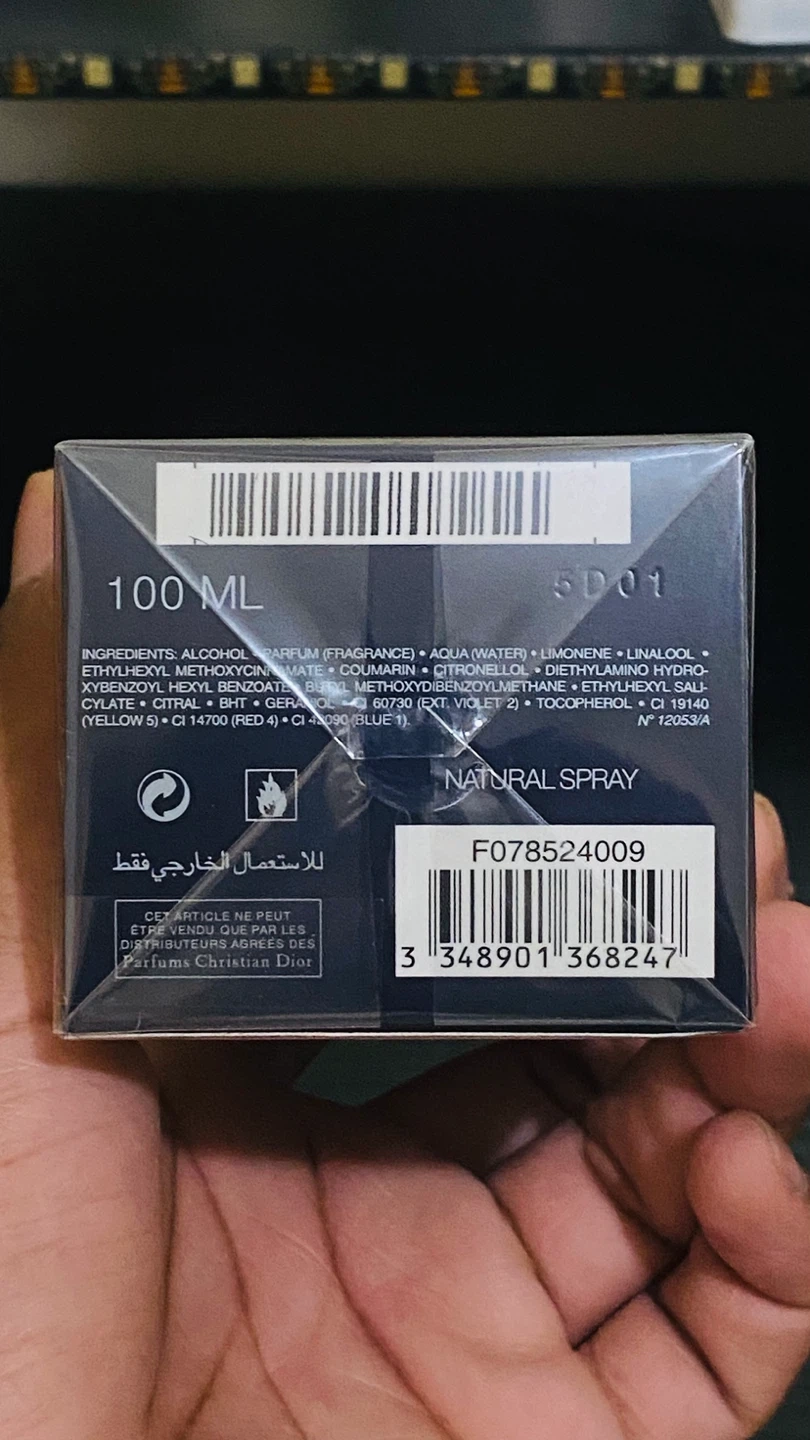 100 ML
5D01
INGREDIENTS: ALCOHOL • PARFUM (FRAGRANCE) • AQUA (WATER) • LIMONENE • LINALOOL •
ETHYLHEXYL METHOXYCINNAMATE • COUMARIN • CITRONELLOL • DIETHYLAMINO HYDRO-
XYBENZOYL HEXYL BENZOATE • BUTYL METHOXYDIBENZOYLMETHANE • ETHYLHEXYL SALI-
CYLATE • CITRAL • BHT • GERANIOL • CI 60730 (EXT. VIOLET 2) • TOCOPHEROL • CI 19140
(YELLOW 5) • CI 14700 (RED 4) • CI 42090 (BLUE 1).
N° 12053/A
NATURAL SPRAY
للاستعمال الخارجي فقط
F078524009
3 348901 368247
CET ARTICLE NE PEUT
ÊTRE VENDU QUE PAR LES
DISTRIBUTEURS AGRÉÉS DES
Parfums Christian Dior